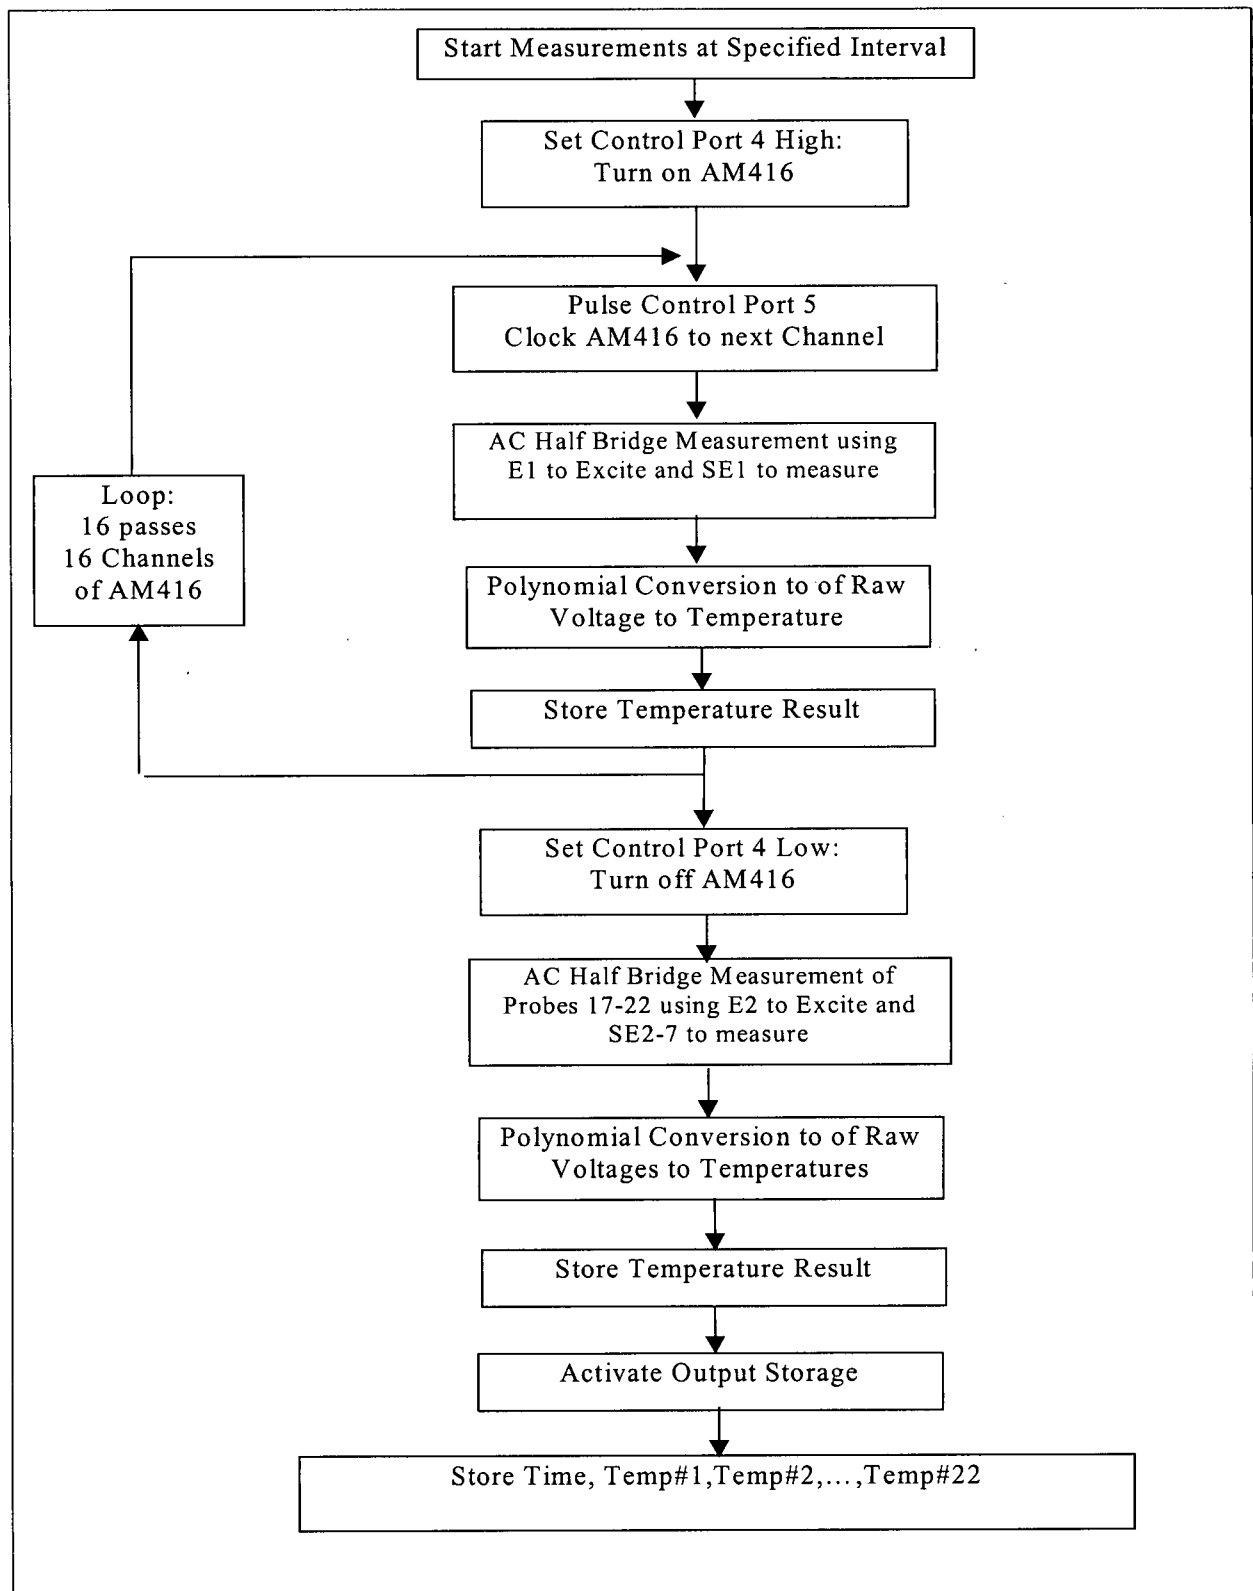 Start Measurements at Specified Interval
Set Control Port 4 High:
Turn on AM416
Pulse Control Port 5
Clock AM416 to next Channel
AC Half Bridge Measurement using
E1 to Excite and SE1 to measure
Loop:
16 passes
16 Channels
of AM416
Polynomial Conversion to of Raw
Voltage to Temperature
Store Temperature Result
Set Control Port 4 Low:
Turn off AM416
AC Half Bridge Measurement of
Probes 17-22 using E2 to Excite and
SE2-7 to measure
Polynomial Conversion to of Raw
Voltages to Temperatures
Store Temperature Result
Activate Output Storage
Store Time, Temp#1,Temp#2,...,Temp#22